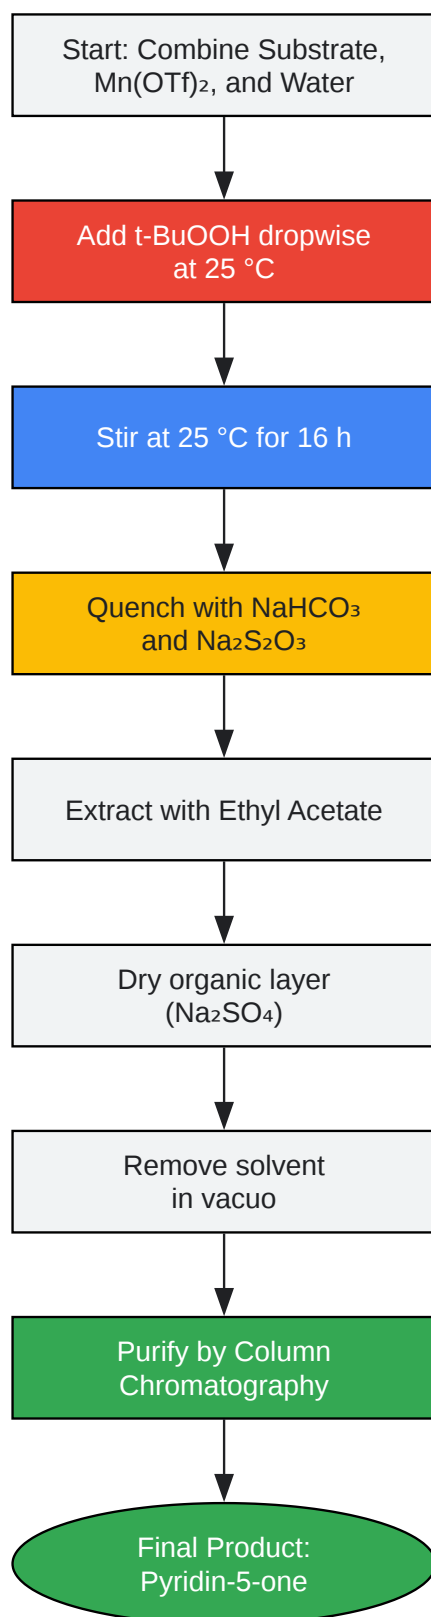 Start: Combine Substrate,
Mn(OTf)₂, and Water
Add t-BuOOH dropwise
at 25 °C
Stir at 25 °C for 16 h
Quench with NaHCO₃
and Na₂S₂O₃
Extract with Ethyl Acetate
Dry organic layer
(Na₂SO₄)
Remove solvent
in vacuo
Purify by Column
Chromatography
Final Product:
Pyridin-5-one